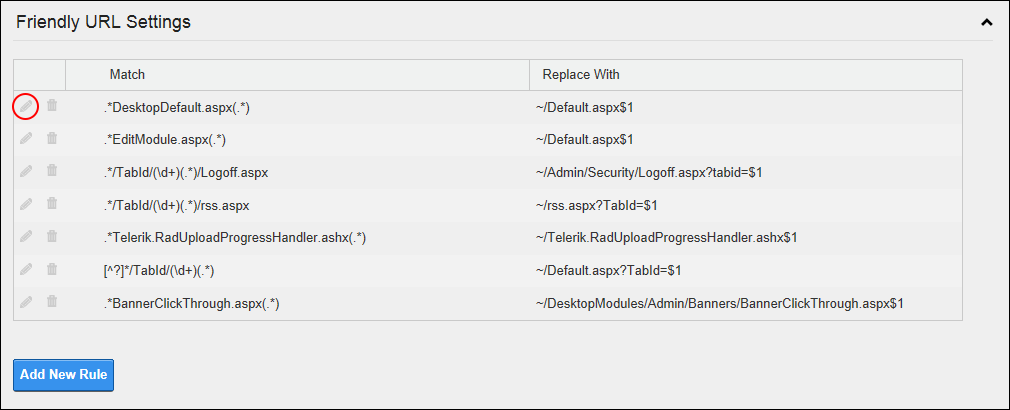 Friendly URL Settings
Match Replace With
.*DesktopDefault.aspx(.*) ~/Default.aspx$1
.*EditModule.aspx(.*) ~/Default.aspx$1
.*/TabId/(\d+)(.*)/Logoff.aspx ~/Admin/Security/Logoff.aspx?tabid=$1
.*/TabId/(\d+)(.*)/rss.aspx ~/rss.aspx?TabId=$1
.*Telerik.RadUploadProgressHandler.ashx(.*) ~/Telerik.RadUploadProgressHandler.ashx$1
[^?]*/TabId/(\d+)(.*) ~/Default.aspx?TabId=$1
.*BannerClickThrough.aspx(.*) ~/DesktopModules/Admin/Banners/BannerClickThrough.aspx$1
Add New Rule